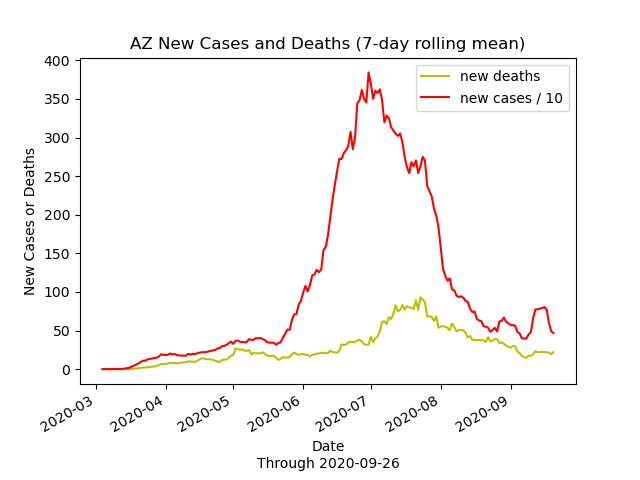 AZ New Cases and Deaths (7-day rolling mean)
new deaths
new cases / 10
New Cases or Deaths
400
350
300
250
200
150
100
50
0
2020-03
2020-04
2020-05
2020-06
2020-07
2020-08
2020-09
Date
Through 2020-09-26